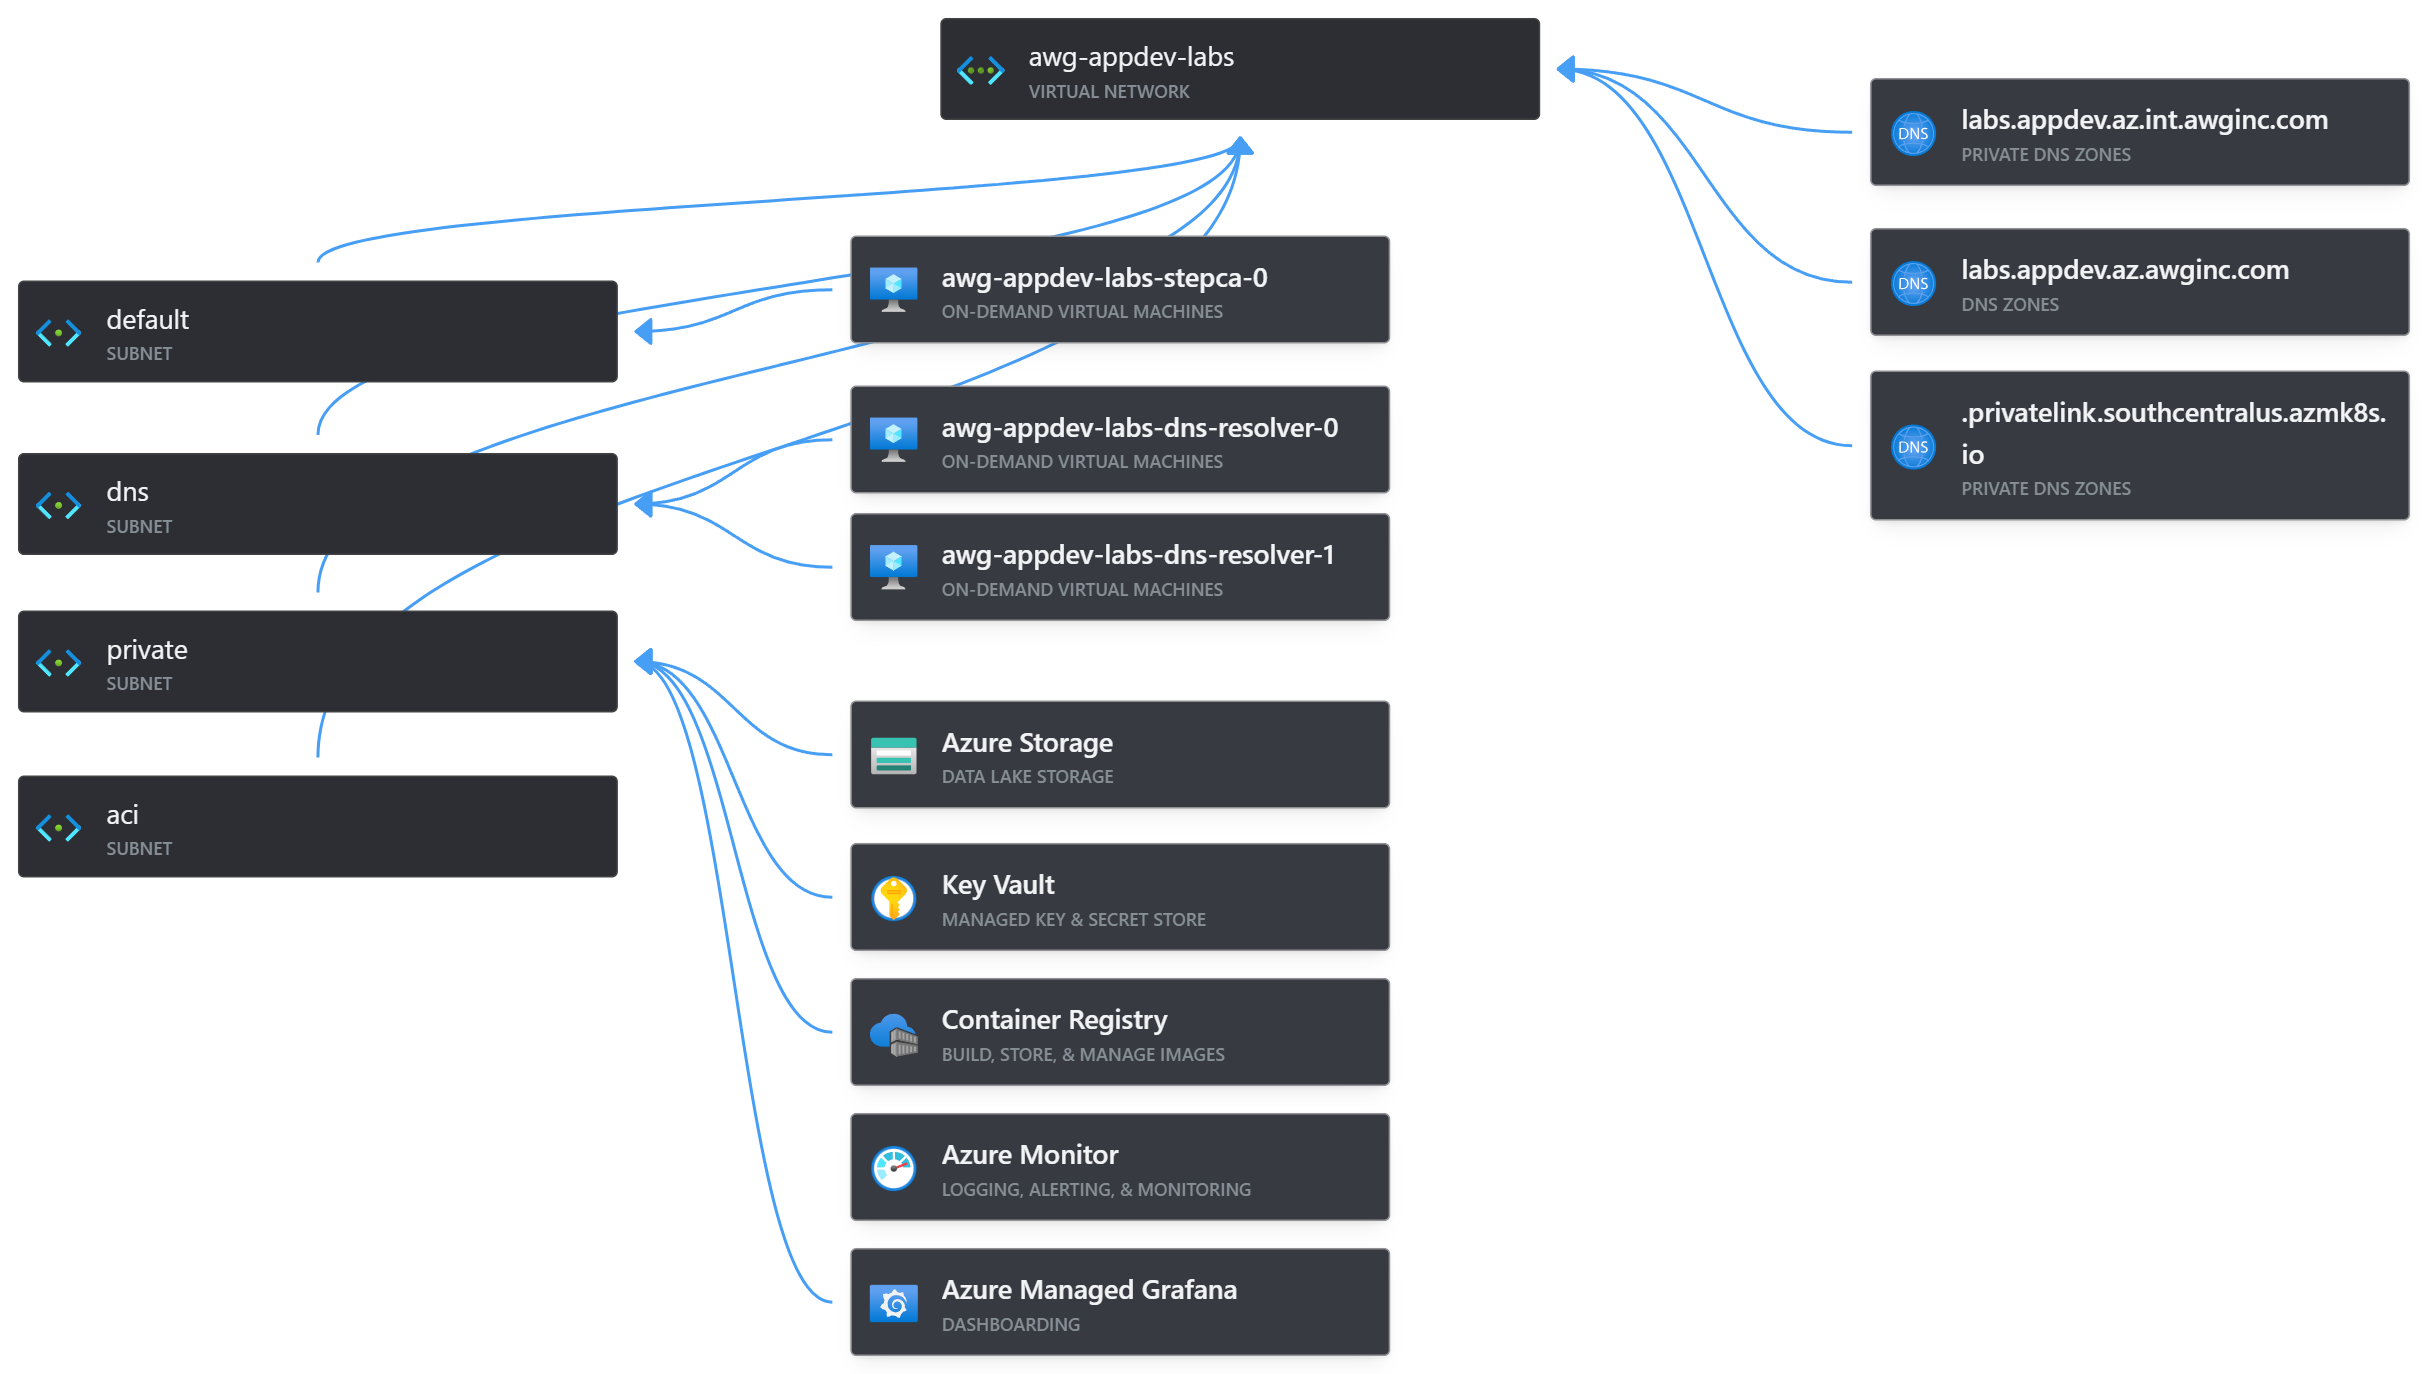 awg-appdev-labs
VIRTUAL NETWORK
labs.appdev.az.int.awginc.com
PRIVATE DNS ZONES
labs.appdev.az.awginc.com
DNS ZONES
.privatelink.southcentralus.azmk8s.
io
PRIVATE DNS ZONES
DNS
DNS
DNS
default
SUBNET
dns
SUBNET
private
SUBNET
aci
SUBNET
awg-appdev-labs-stepca-0
ON-DEMAND VIRTUAL MACHINES
awg-appdev-labs-dns-resolver-0
ON-DEMAND VIRTUAL MACHINES
awg-appdev-labs-dns-resolver-1
ON-DEMAND VIRTUAL MACHINES
Azure Storage
DATA LAKE STORAGE
Key Vault
MANAGED KEY & SECRET STORE
Container Registry
BUILD, STORE, & MANAGE IMAGES
Azure Monitor
LOGGING, ALERTING, & MONITORING
Azure Managed Grafana
DASHBOARDING